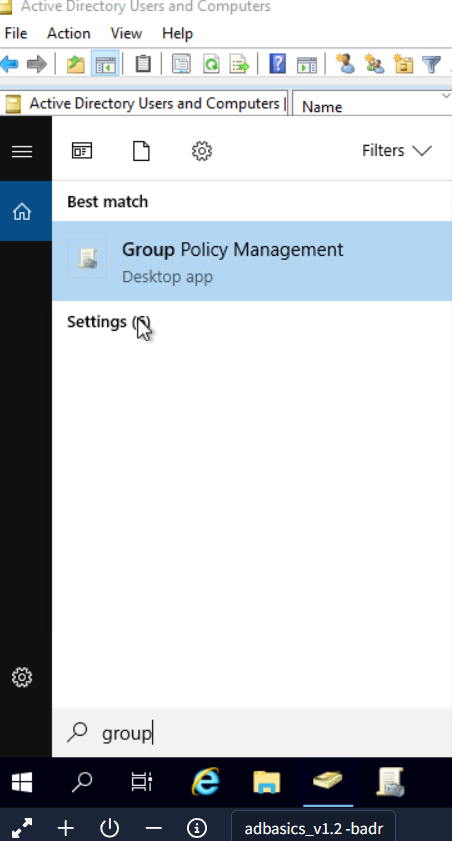 Active Directory Users and Computers
File Action View Help
Active Directory Users and Computers |
Name
Filters
Best match
Group Policy Management
Desktop app
Settings
group
adbasics_v1.2 -badr